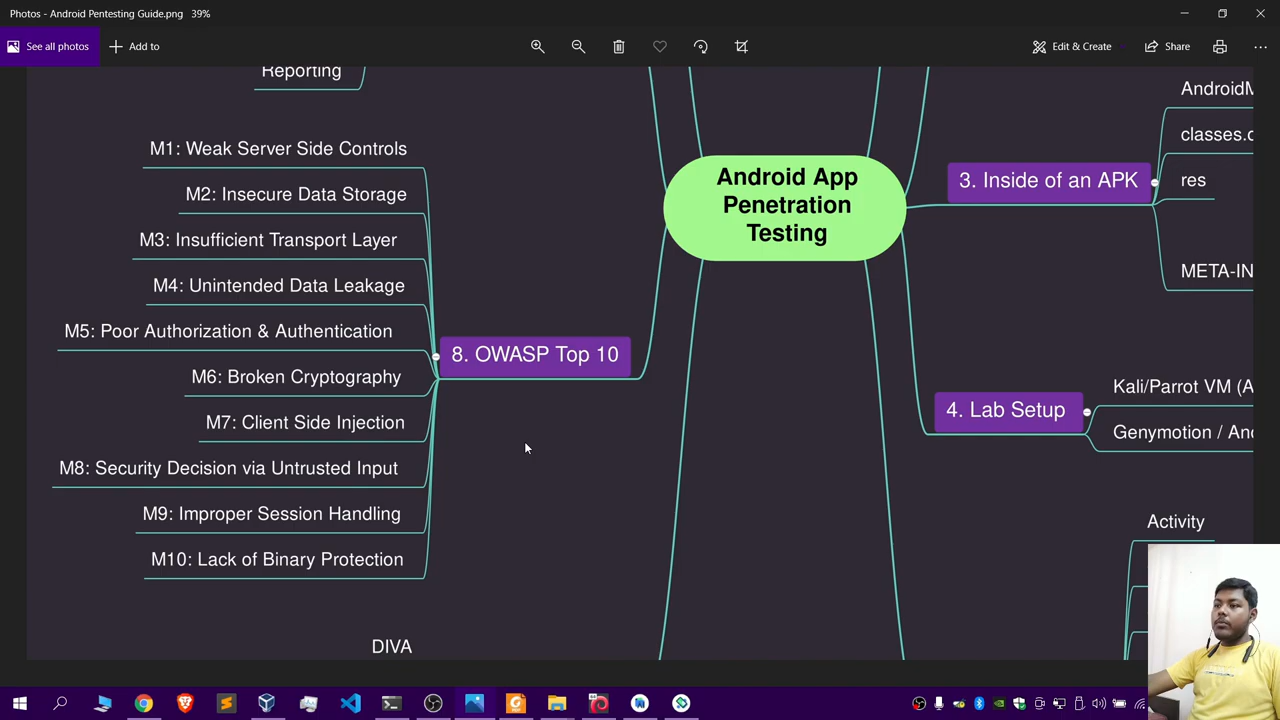 Photos - Android Pentesting Guide.png 39%
See all photos
Add to
Edit & Create
Share
Reporting
M1: Weak Server Side Controls
M2: Insecure Data Storage
M3: Insufficient Transport Layer
M4: Unintended Data Leakage
M5: Poor Authorization & Authentication
M6: Broken Cryptography
M7: Client Side Injection
M8: Security Decision via Untrusted Input
M9: Improper Session Handling
M10: Lack of Binary Protection
8. OWASP Top 10
DIVA
Android App
Penetration
Testing
3. Inside of an APK
AndroidM
classes.c
res
META-IN
4. Lab Setup
Kali/Parrot VM (A
Genymotion / And
Activity